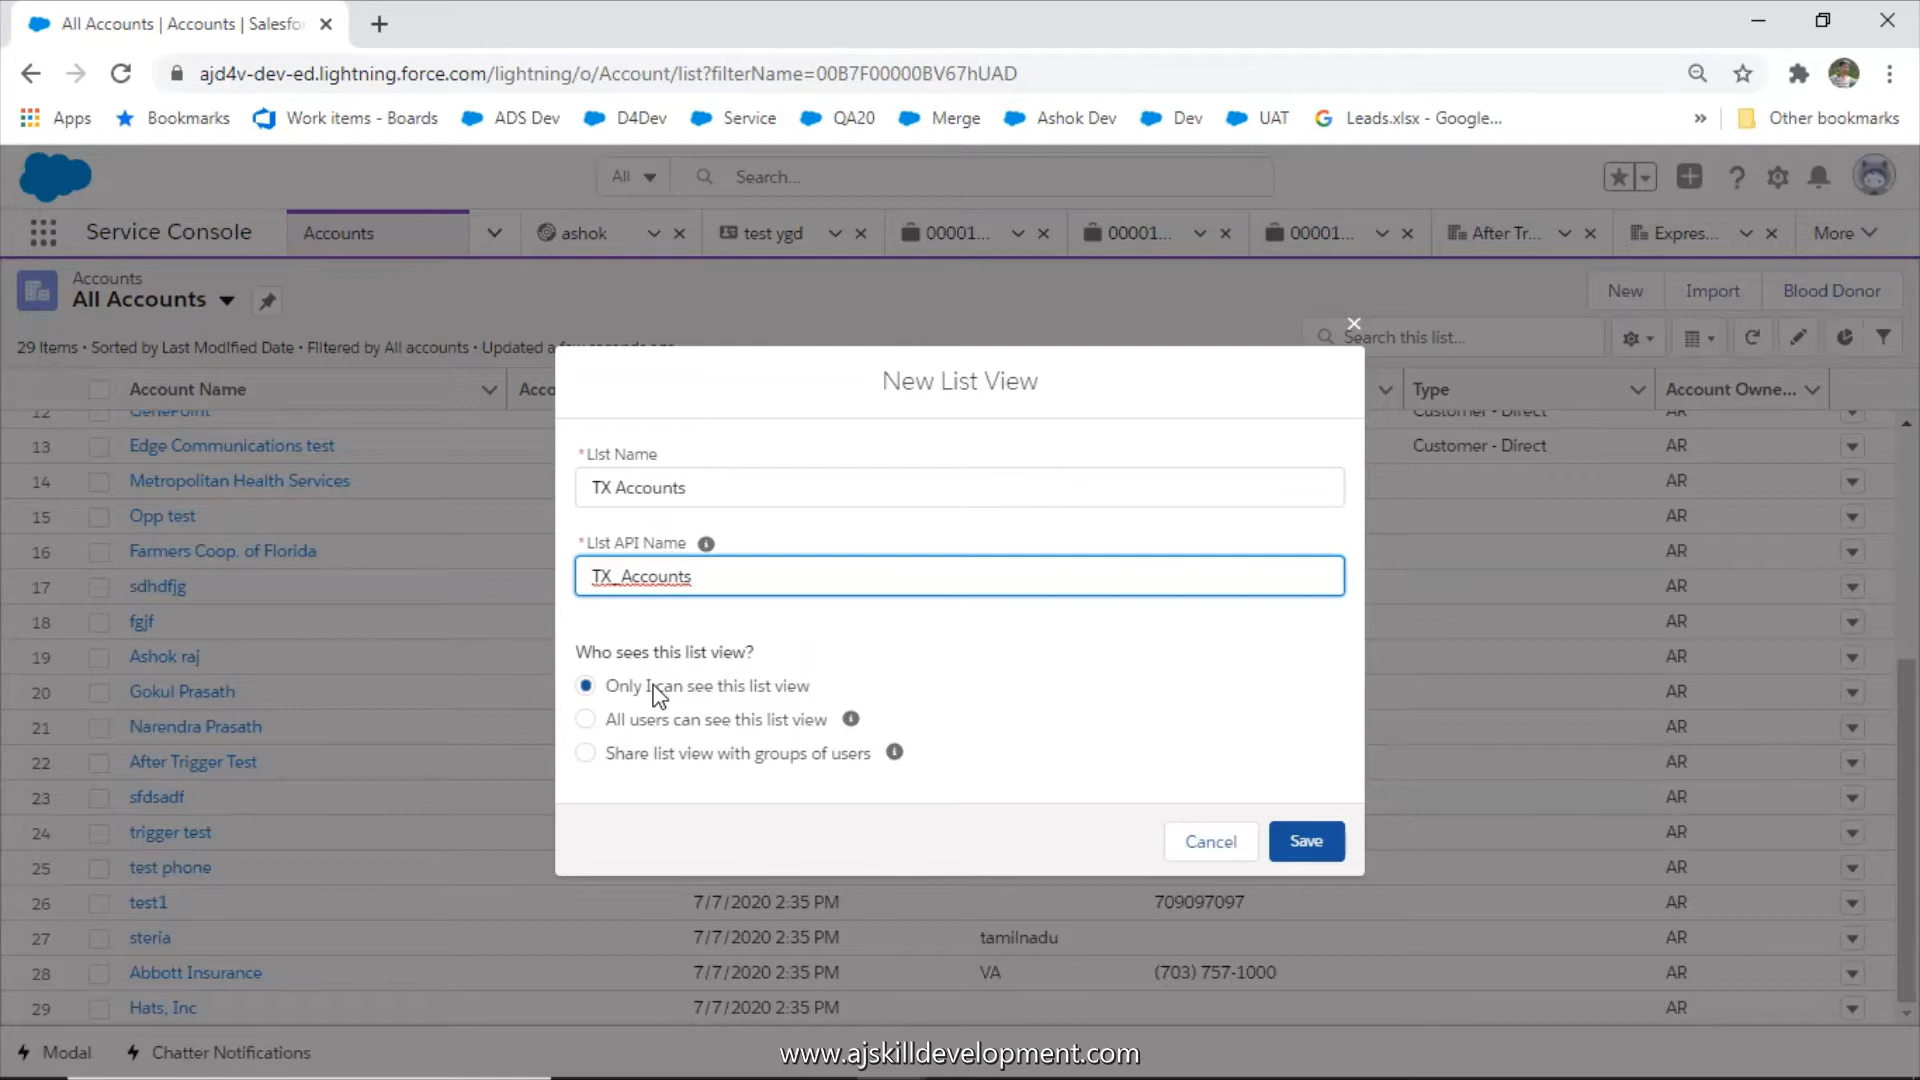 All Accounts | Accounts | Salesfo
ajd4v-dev-ed.lightning.force.com/lightning/o/Account/list?filterName=00B7F00000BV67hUAD
Apps Bookmarks Work items - Boards ADS Dev D4Dev Service QA20 Merge Ashok Dev Dev UAT Leads.xlsx - Google... » Other bookmarks
All Search...
Service Console Accounts ashok test ygd 00001... 00001... 00001... After Tr... Expres... More
Accounts
All Accounts
New Import Blood Donor
29 items • Sorted by Last Modified Date • Filtered by All accounts • Updated a few seconds ago
Search this list...
Account Name Acco Type Account Owne...
12 GenePoint Customer - Direct AR
13 Edge Communications test Customer - Direct AR
14 Metropolitan Health Services AR
15 Opp test AR
16 Farmers Coop. of Florida AR
17 sdhdfjg AR
18 fgjf AR
19 Ashok raj AR
20 Gokul Prasath AR
21 Narendra Prasath AR
22 After Trigger Test AR
23 sfdsadf AR
24 trigger test AR
25 test phone AR
26 test1 7/7/2020 2:35 PM 709097097 AR
27 steria 7/7/2020 2:35 PM tamilnadu AR
28 Abbott Insurance 7/7/2020 2:35 PM VA (703) 757-1000 AR
29 Hats, Inc 7/7/2020 2:35 PM AR
New List View
*List Name
TX Accounts
*List API Name
TX_Accounts
Who sees this list view?
Only I can see this list view
All users can see this list view
Share list view with groups of users
Cancel Save
Modal Chatter Notifications
www.ajskilldevelopment.com